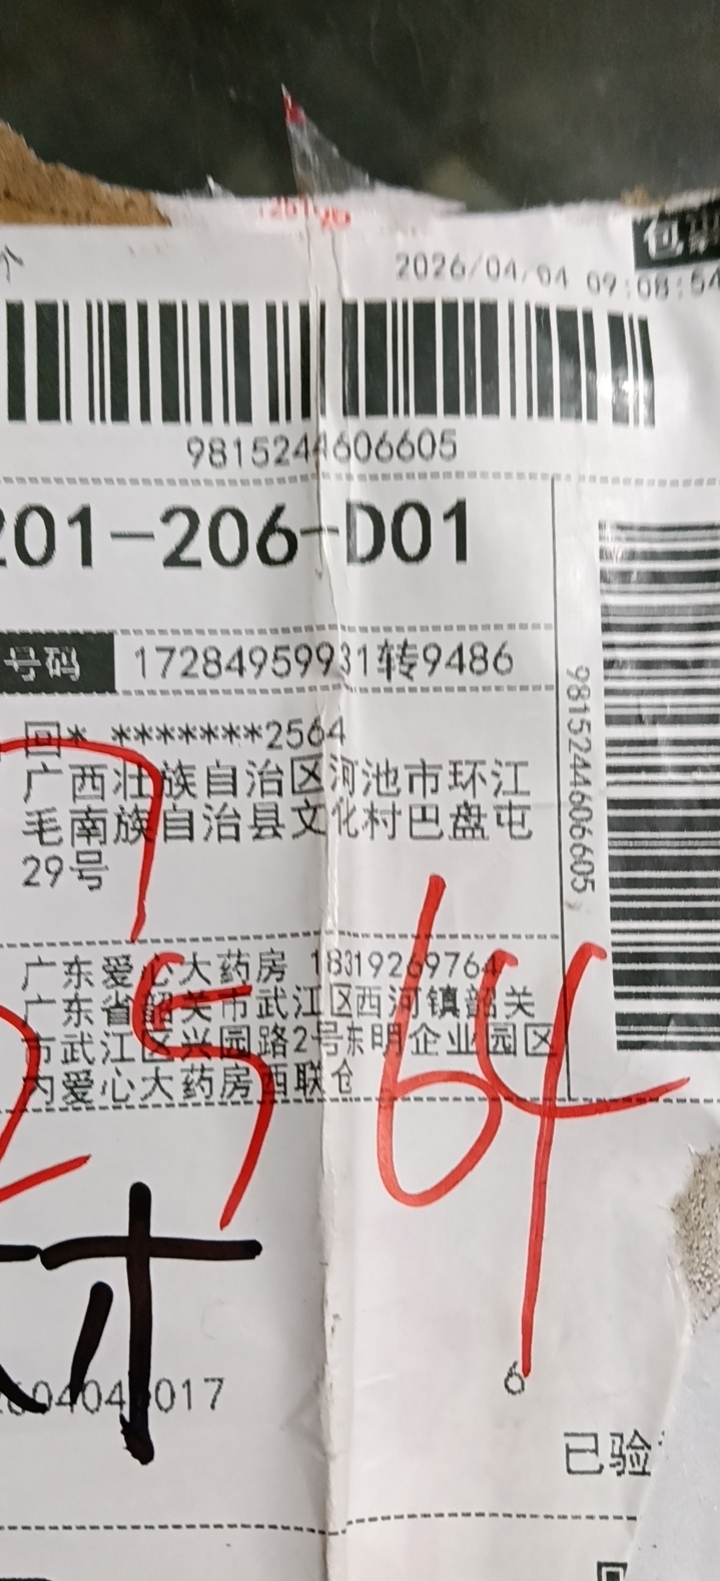 个
包裹
2026/04/04 09:08:54
9815244606605
201-206-D01
号码
17284959931转9486
回* *******2564
广西壮族自治区河池市环江
毛南族自治县文化村巴盘屯
29号
9815244606605
广东爱心大药房 18319269764
广东省韶关市武江区西河镇韶关
市武江区兴园路2号东明企业园区
内爱心大药房西联仓
2564
6
已验